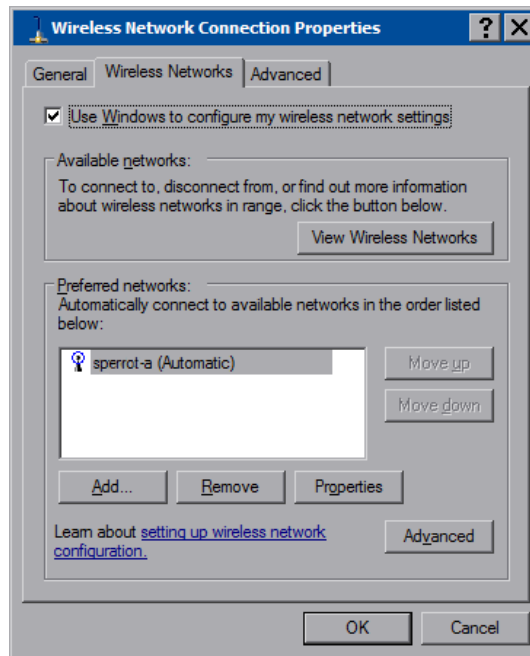 Wireless Network Connection Properties
General
Wireless Networks
Advanced
Use Windows to configure my wireless network settings
Available networks:
To connect to, disconnect from, or find out more information
about wireless networks in range, click the button below.
View Wireless Networks
Preferred networks:
Automatically connect to available networks in the order listed
below:
sperrot-a (Automatic)
Move up
Move down
Add...
Remove
Properties
Learn about setting up wireless network
configuration.
Advanced
OK
Cancel